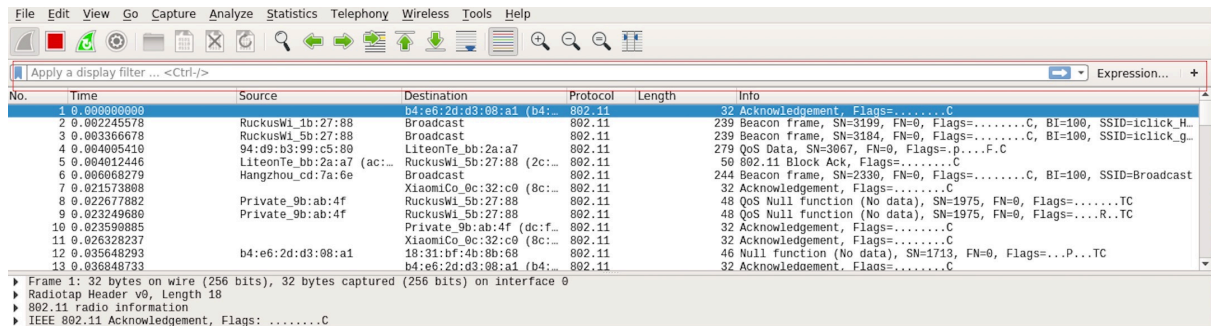 File Edit View Go Capture Analyze Statistics Telephony Wireless Tools Help
Apply a display filter ... <Ctrl-/> Expression... +
No. Time Source Destination Protocol Length Info
1 0.000000000 b4:e6:2d:d3:08:a1 (b4:… 802.11 32 Acknowledgement, Flags=........C
2 0.002245578 RuckusWi_1b:27:88 Broadcast 802.11 239 Beacon frame, SN=3199, FN=0, Flags=........C, BI=100, SSID=iclick_H…
3 0.003366678 RuckusWi_5b:27:88 Broadcast 802.11 239 Beacon frame, SN=3184, FN=0, Flags=........C, BI=100, SSID=iclick_g…
4 0.004005410 94:d9:b3:99:c5:80 LiteonTe_bb:2a:a7 802.11 279 QoS Data, SN=3067, FN=0, Flags=.p....F.C
5 0.004012446 LiteonTe_bb:2a:a7 (ac:… RuckusWi_5b:27:88 (2c:… 802.11 50 802.11 Block Ack, Flags=........C
6 0.006068279 Hangzhou_cd:7a:6e Broadcast 802.11 244 Beacon frame, SN=2330, FN=0, Flags=........C, BI=100, SSID=Broadcast
7 0.021573808 XiaomiCo_0c:32:c0 (8c:… 802.11 32 Acknowledgement, Flags=........C
8 0.022677882 Private_9b:ab:4f RuckusWi_5b:27:88 802.11 48 QoS Null function (No data), SN=1975, FN=0, Flags=.......TC
9 0.023249680 Private_9b:ab:4f RuckusWi_5b:27:88 802.11 48 QoS Null function (No data), SN=1975, FN=0, Flags=....R..TC
10 0.023590885 Private_9b:ab:4f (dc:f… 802.11 32 Acknowledgement, Flags=........C
11 0.026328237 XiaomiCo_0c:32:c0 (8c:… 802.11 32 Acknowledgement, Flags=........C
12 0.035648293 b4:e6:2d:d3:08:a1 18:31:bf:4b:8b:68 802.11 46 Null function (No data), SN=1713, FN=0, Flags=...P...TC
13 0.036848733 b4:e6:2d:d3:08:a1 (b4:… 802.11 32 Acknowledgement, Flags=........C
Frame 1: 32 bytes on wire (256 bits), 32 bytes captured (256 bits) on interface 0
Radiotap Header v0, Length 18
802.11 radio information
IEEE 802.11 Acknowledgement, Flags: ........C